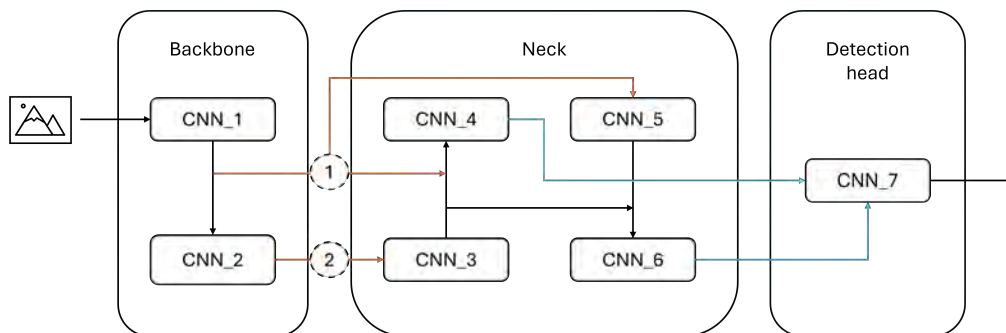 Backbone
Neck
Detection
head
CNN_1
CNN_4
CNN_5
1
CNN_7
CNN_2
2
CNN_3
CNN_6